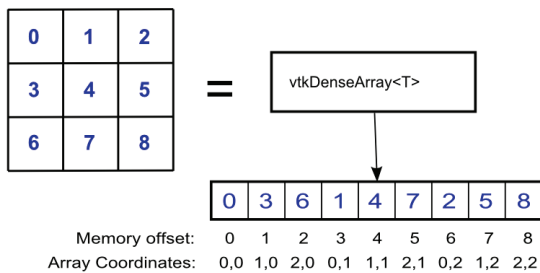 0 1 2
3 4 5
6 7 8
=
vtkDenseArray<T>
0 3 6 1 4 7 2 5 8
Memory offset: 0 1 2 3 4 5 6 7 8
Array Coordinates: 0,0 1,0 2,0 0,1 1,1 2,1 0,2 1,2 2,2